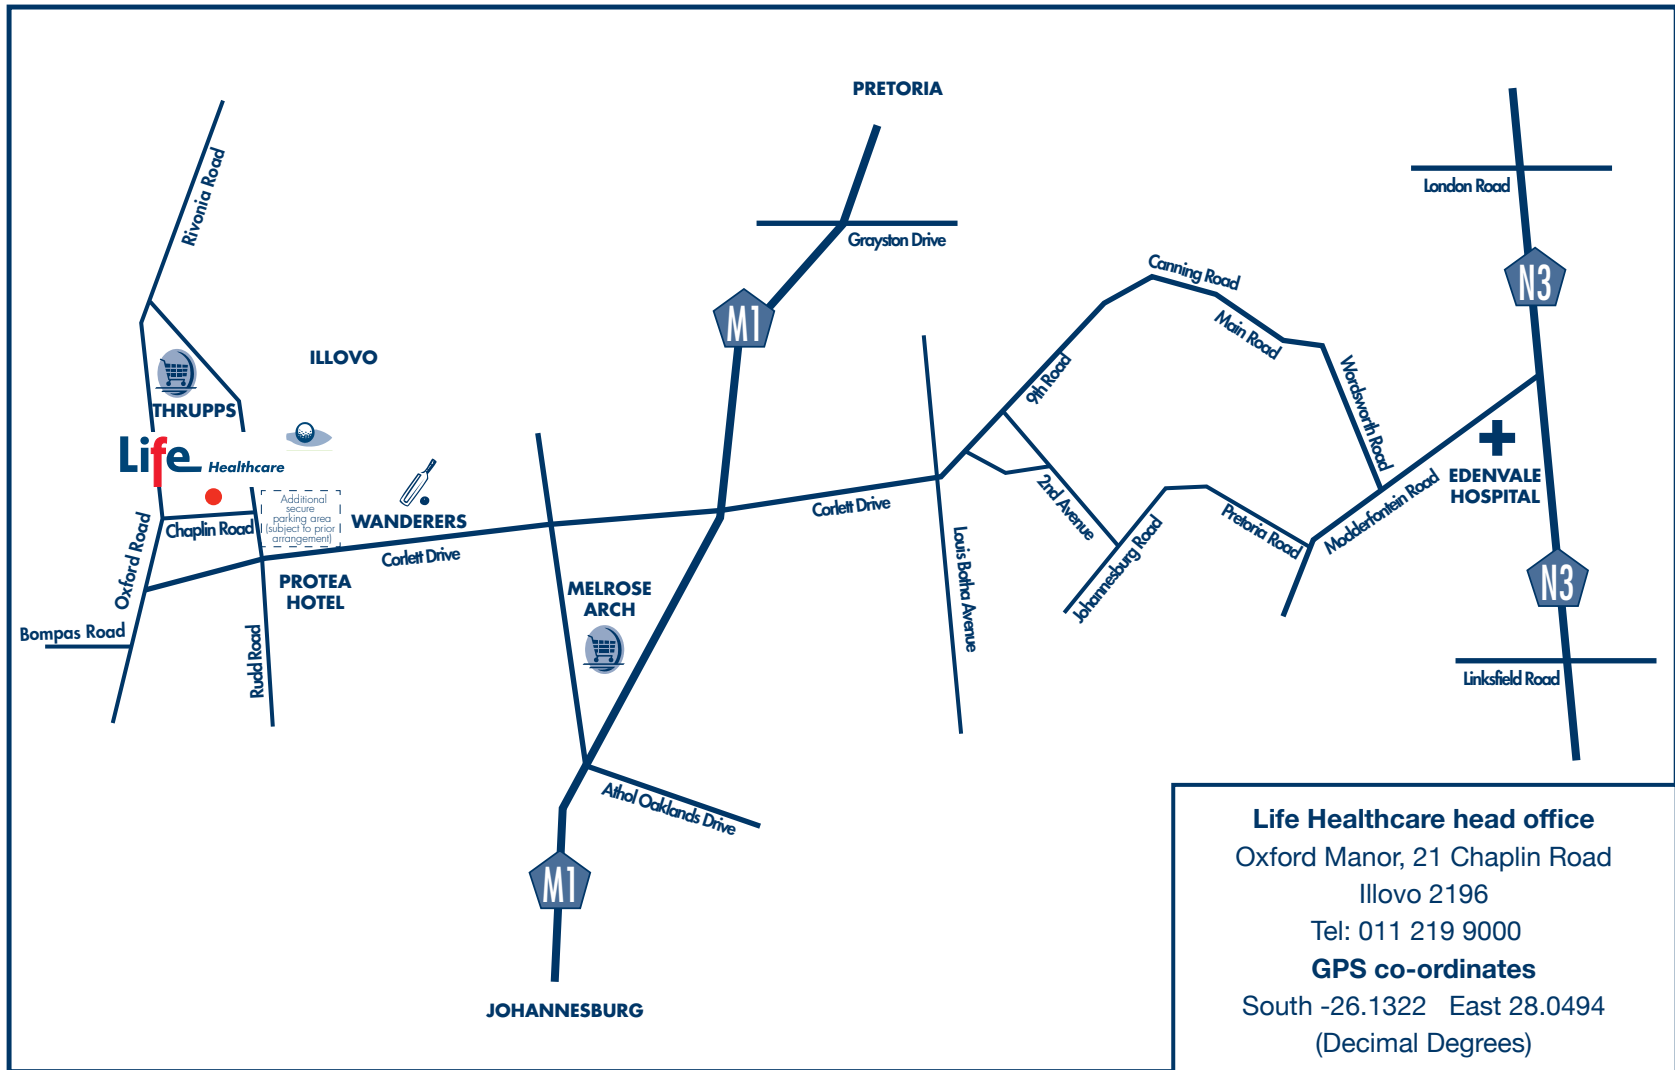 PRETORIA
Rivonia Road
London Road
Grayston Drive
Canning Road
N3
M1
Main Road
ILLOVO
9th Road
Wordsworth Road
THRUPPS
Life Healthcare
Additional
secure
parking area
(subject to prior
arrangement)
WANDERERS
EDENVALE
HOSPITAL
Chaplin Road
Oxford Road
Corlett Drive
Corlett Drive
2nd Avenue
Johannesburg Road
Pretoria Road
Modderfontein Road
Louis Botha Avenue
PROTEA
HOTEL
MELROSE
ARCH
N3
Bompas Road
Rudd Road
Linksfield Road
Athol Oaklands Drive
M1
JOHANNESBURG
Life Healthcare head office
Oxford Manor, 21 Chaplin Road
Illovo 2196
Tel: 011 219 9000
GPS co-ordinates
South -26.1322 East 28.0494
(Decimal Degrees)